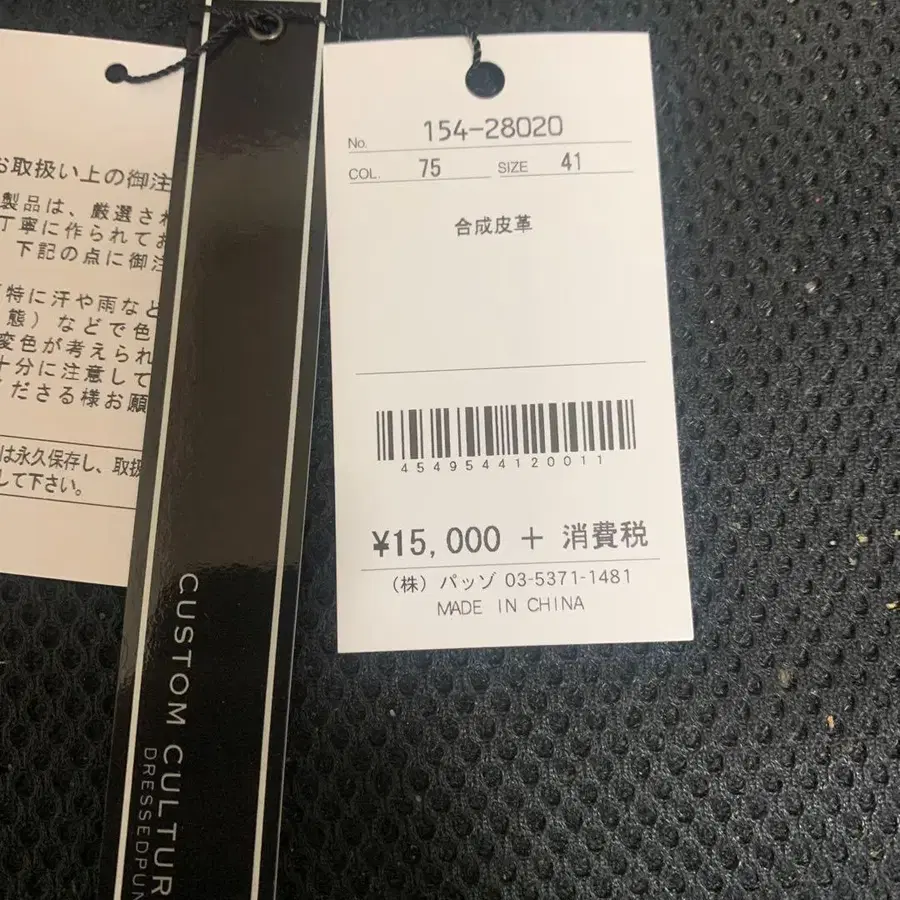 お取扱い上の御注
製品は、厳選され
丁寧に作られてお
下記の点に御注
特に汗や雨など
態）などで色
変色が考えられ
十分に注意して
ださる様お願
は永久保存し、取扱
して下さい。
CUSTOM CULTUR
DRESSEDPUN
No. 154-28020
COL. 75 SIZE 41
合成皮革
4549544120011
¥15,000 + 消費税
（株）パッゾ 03-5371-1481
MADE IN CHINA